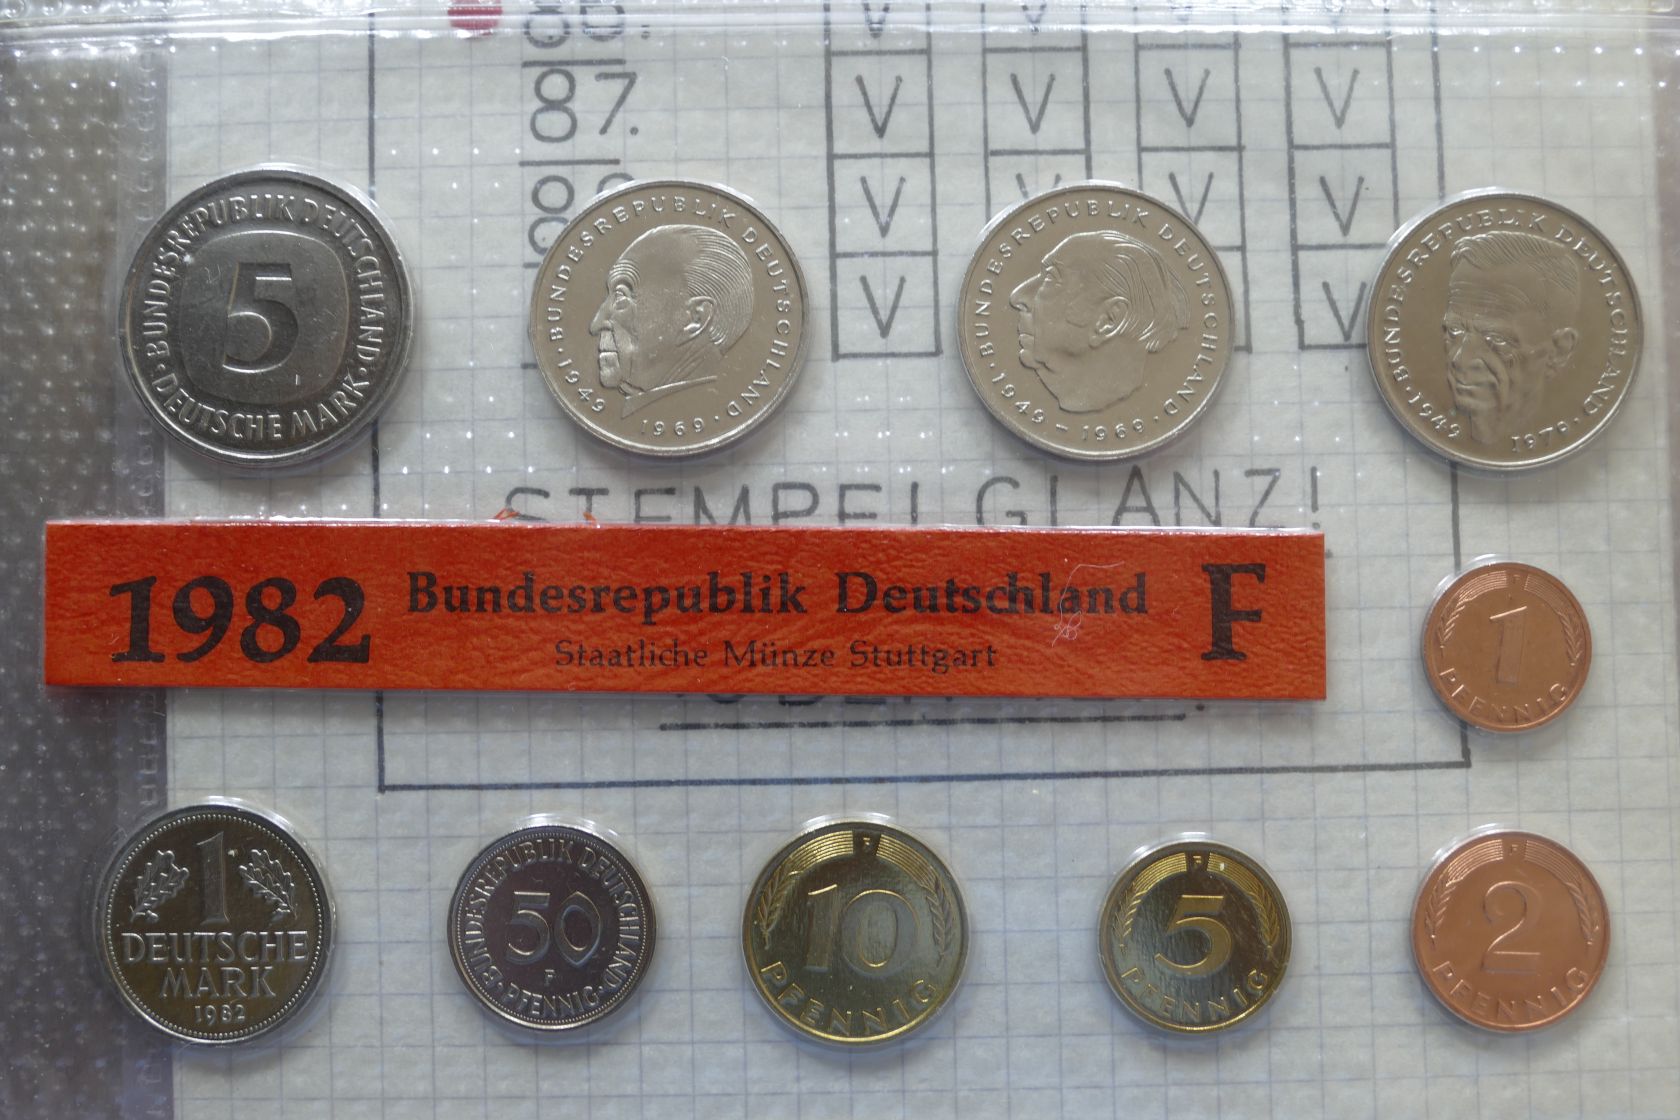 87.
V V V V
V V V V
V V V
BUNDESREPUBLIK DEUTSCHLAND
5
DEUTSCHE MARK
BUNDESREPUBLIK DEUTSCHLAND
1949
1969
BUNDESREPUBLIK DEUTSCHLAND
1949 - 1969
BUNDESREPUBLIK DEUTSCHLAND
1949
1979
STEMPELGLANZ!
1982 Bundesrepublik Deutschland F
Staatliche Münze Stuttgart
F
1
PFENNIG
1
DEUTSCHE
MARK
1982
BUNDESREPUBLIK DEUTSCHLAND
50
F
PFENNIG
F
10
PFENNIG
F
5
PFENNIG
F
2
PFENNIG